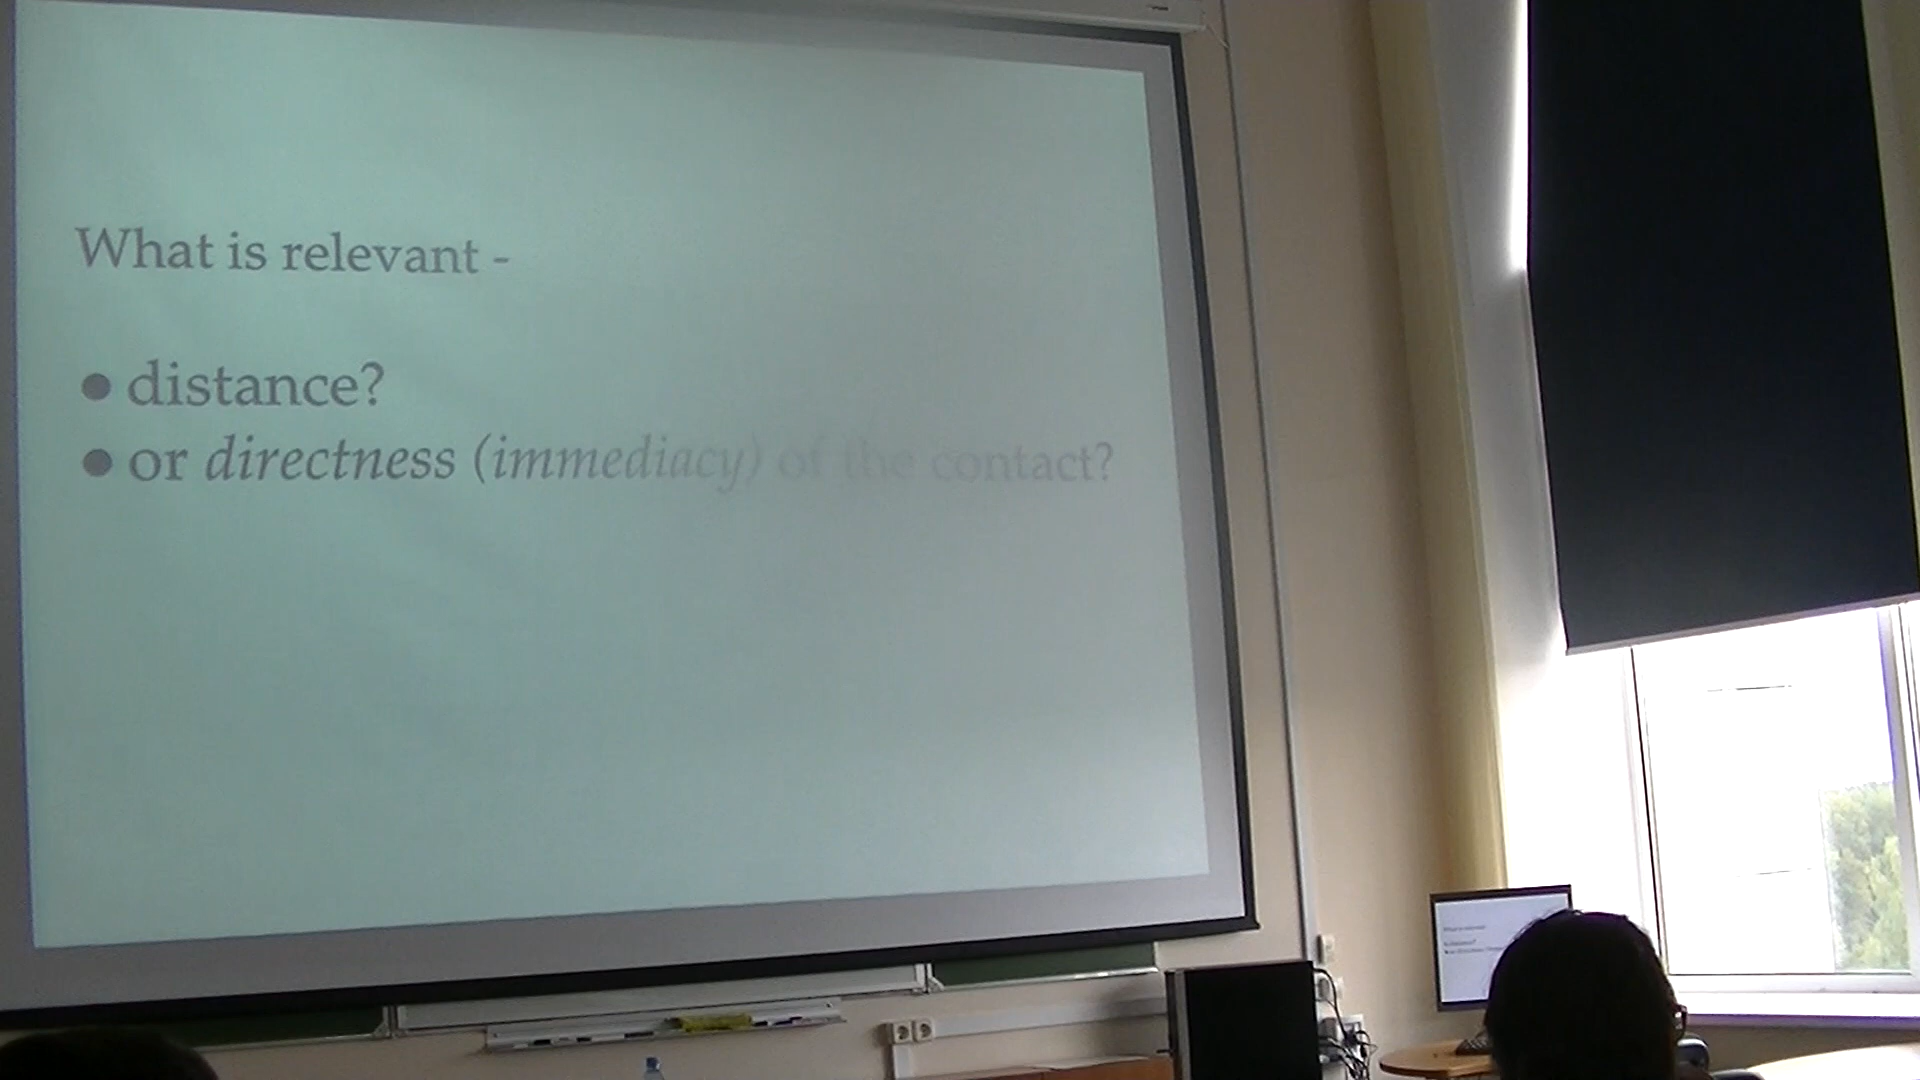 What is relevant -
● distance?
● or directness (immediacy) of the contact?